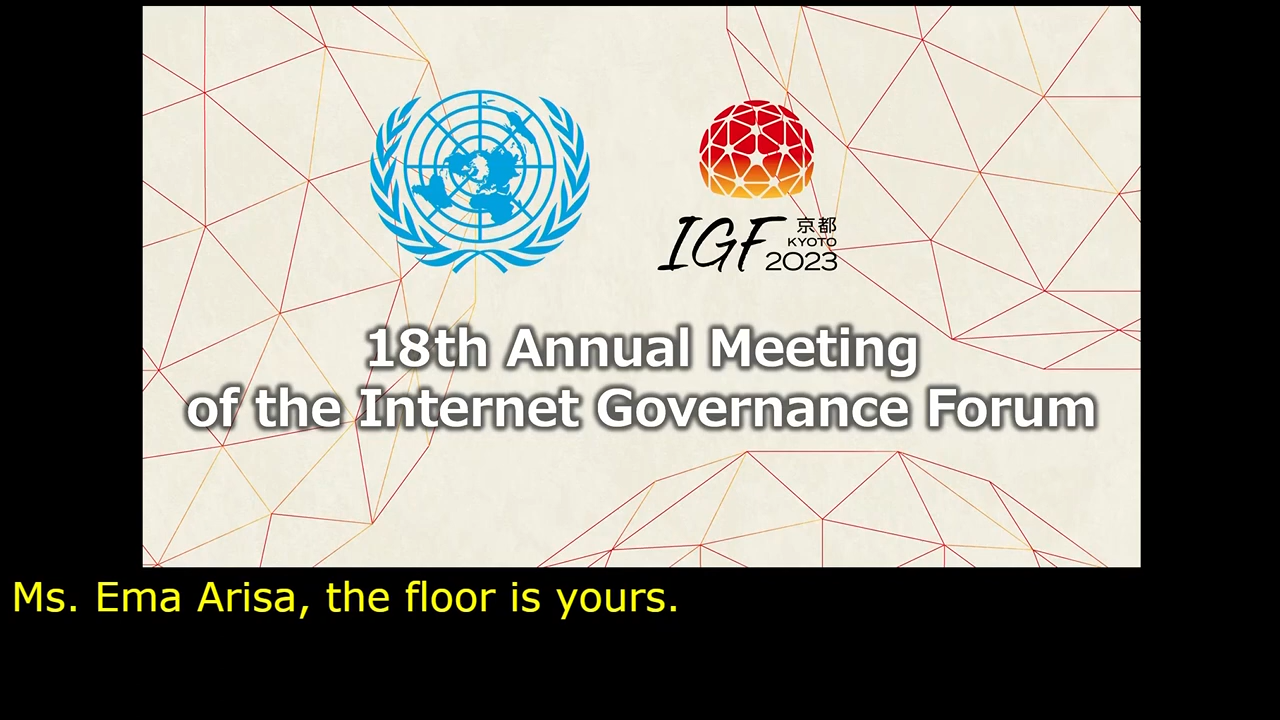 IGF 京都
KYOTO
2023
18th Annual Meeting
of the Internet Governance Forum
Ms. Ema Arisa, the floor is yours.